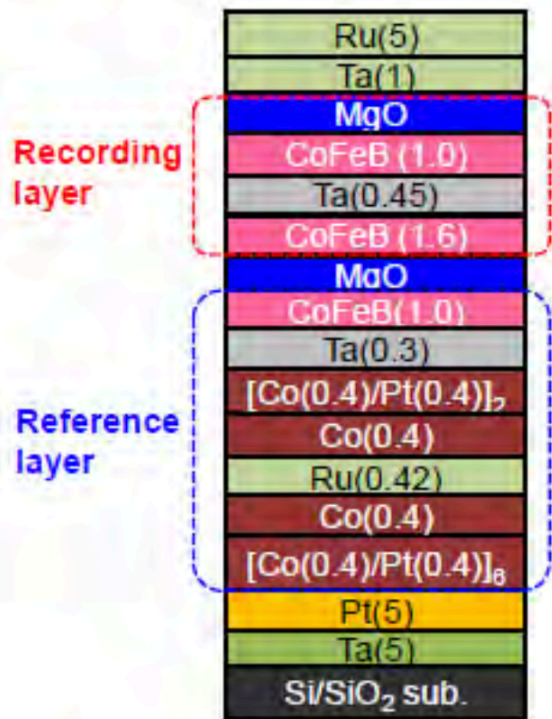 Ru(5)
Ta(1)
MgO
Recording
layer
CoFeB (1.0)
Ta(0.45)
CoFeB (1.6)
MgO
CoFeB(1.0)
Ta(0.3)
[Co(0.4)/Pt(0.4)]₂
Reference
layer
Co(0.4)
Ru(0.42)
Co(0.4)
[Co(0.4)/Pt(0.4)]₆
Pt(5)
Ta(5)
Si/SiO₂ sub.